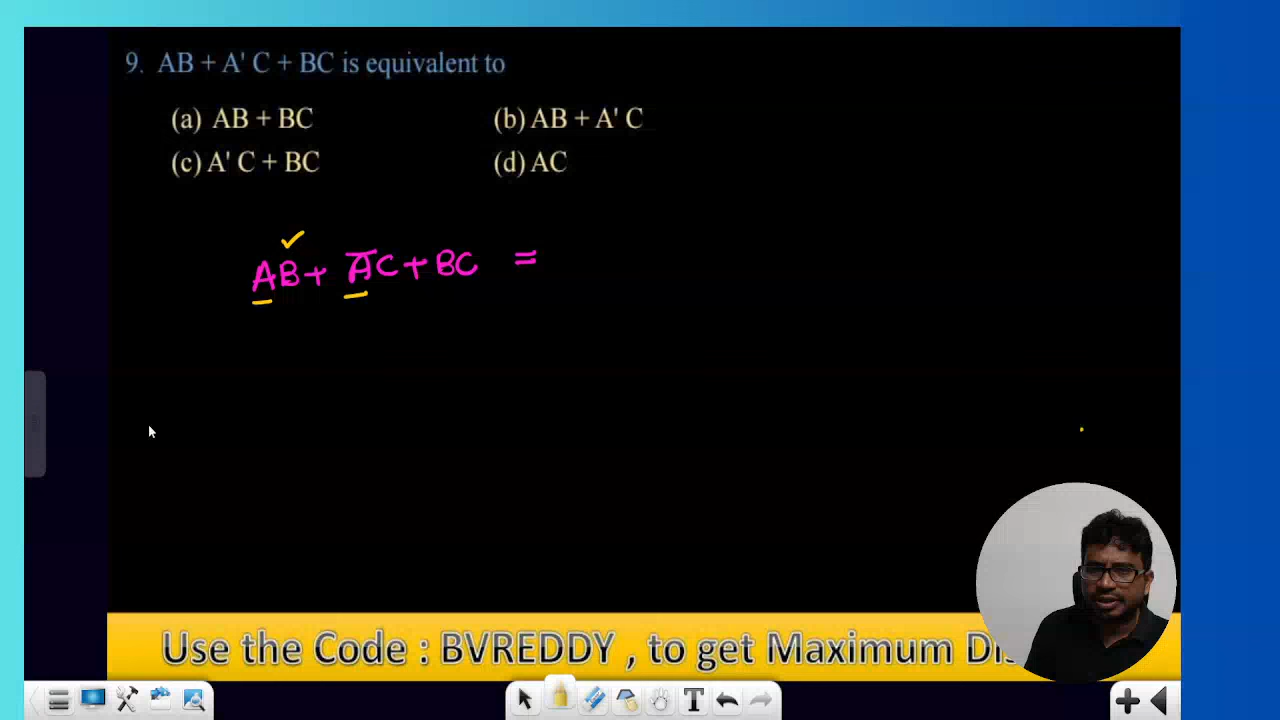 9. AB + A' C + BC is equivalent to
(a) AB + BC (b) AB + A' C
(c) A' C + BC (d) AC
AB + A̅C + BC =
Use the Code : BVREDDY , to get Maximum Dis
T